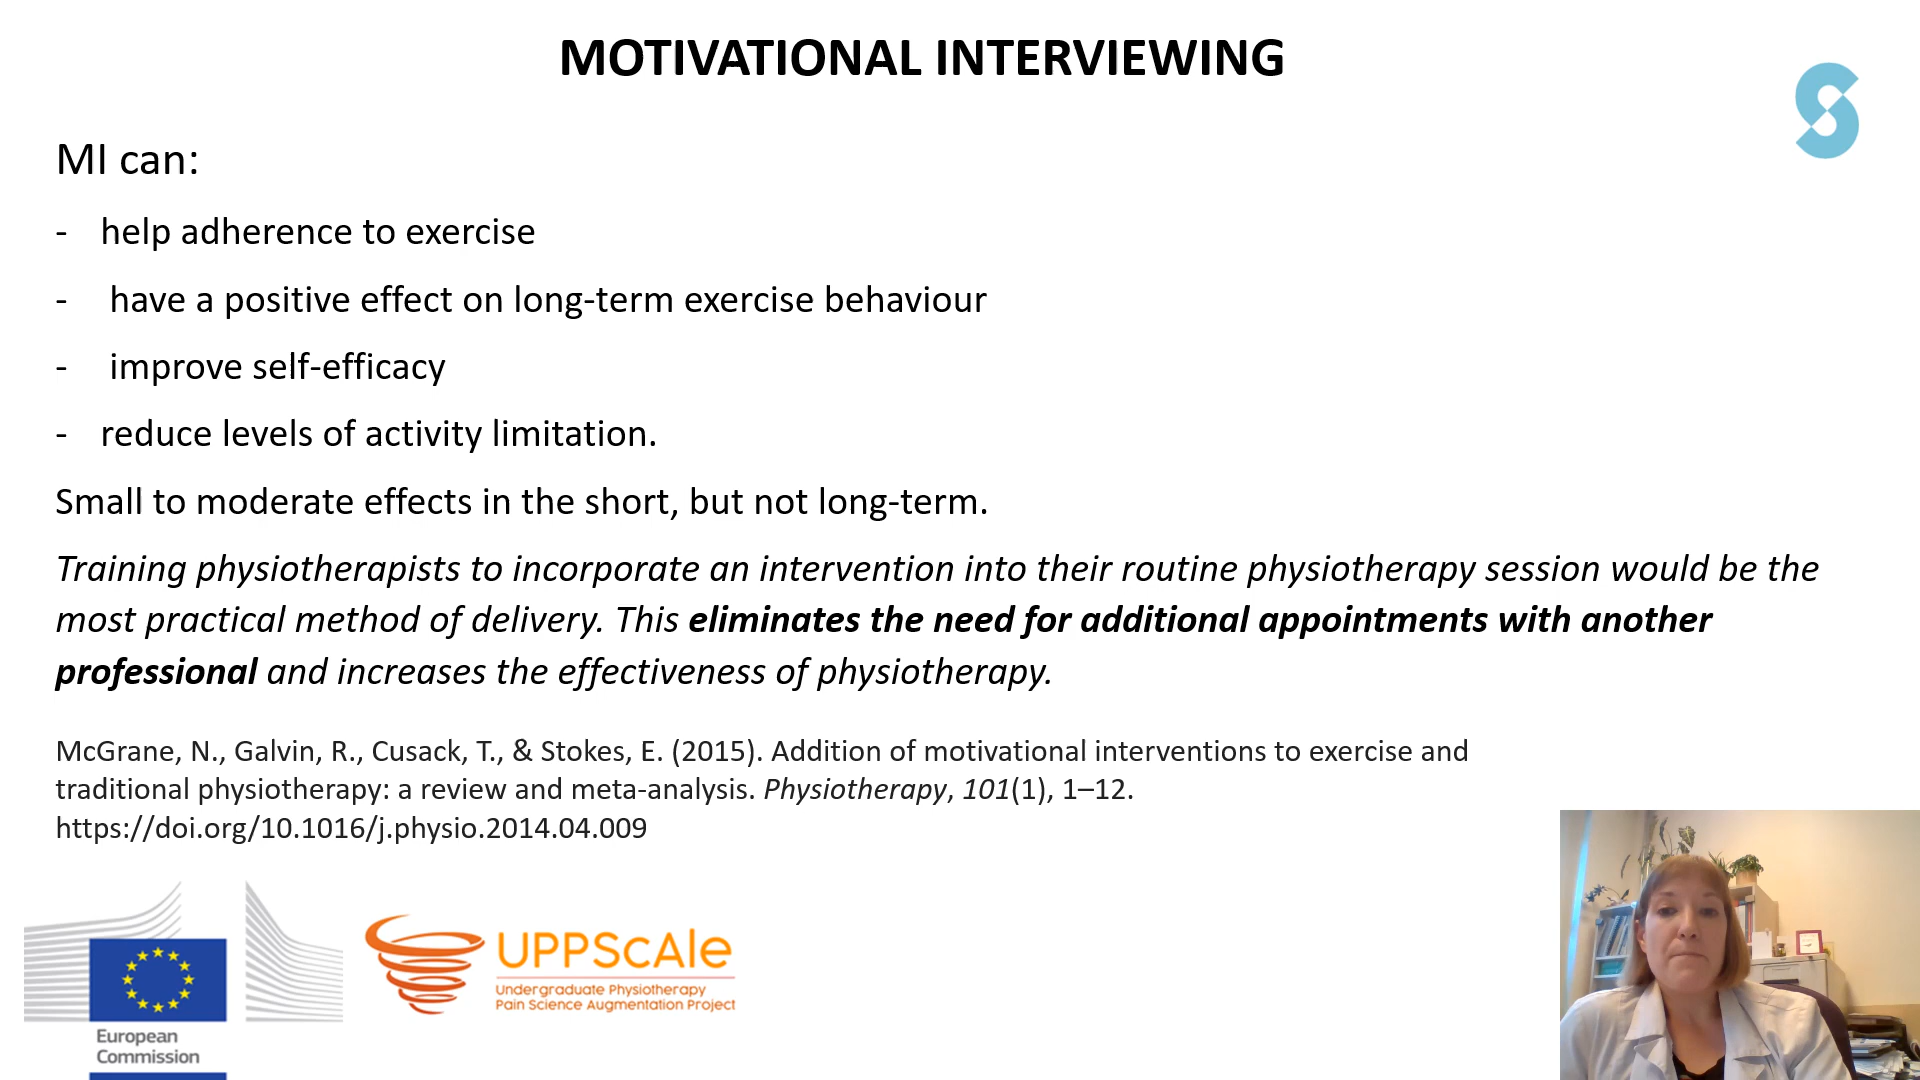 MOTIVATIONAL INTERVIEWING
MI can:
- help adherence to exercise
- have a positive effect on long-term exercise behaviour
- improve self-efficacy
- reduce levels of activity limitation.
Small to moderate effects in the short, but not long-term.
Training physiotherapists to incorporate an intervention into their routine physiotherapy session would be the
most practical method of delivery. This eliminates the need for additional appointments with another
professional and increases the effectiveness of physiotherapy.
McGrane, N., Galvin, R., Cusack, T., & Stokes, E. (2015). Addition of motivational interventions to exercise and
traditional physiotherapy: a review and meta-analysis. Physiotherapy, 101(1), 1–12.
https://doi.org/10.1016/j.physio.2014.04.009
European
Commission
UPPScAle
Undergraduate Physiotherapy
Pain Science Augmentation Project